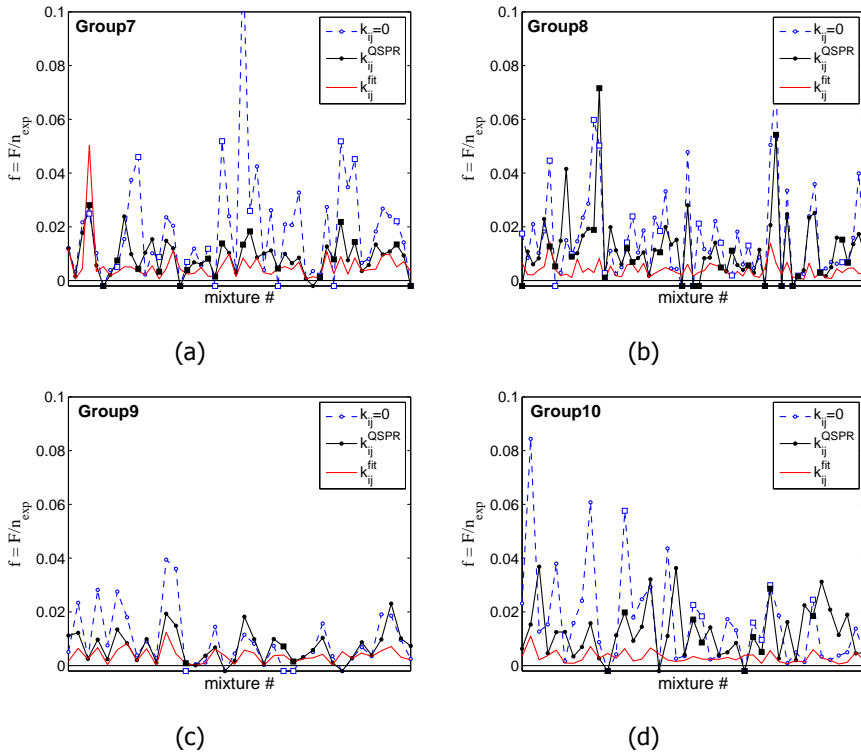 Group7
k_ij=0
k_ij^QSPR
k_ij^fit
0.1
0.08
0.06
0.04
0.02
0
f = F/n_exp
mixture #
(a)
Group8
k_ij=0
k_ij^QSPR
k_ij^fit
0.1
0.08
0.06
0.04
0.02
0
f = F/n_exp
mixture #
(b)
Group9
k_ij=0
k_ij^QSPR
k_ij^fit
0.1
0.08
0.06
0.04
0.02
0
f = F/n_exp
mixture #
(c)
Group10
k_ij=0
k_ij^QSPR
k_ij^fit
0.1
0.08
0.06
0.04
0.02
0
f = F/n_exp
mixture #
(d)